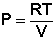 P = RT/V